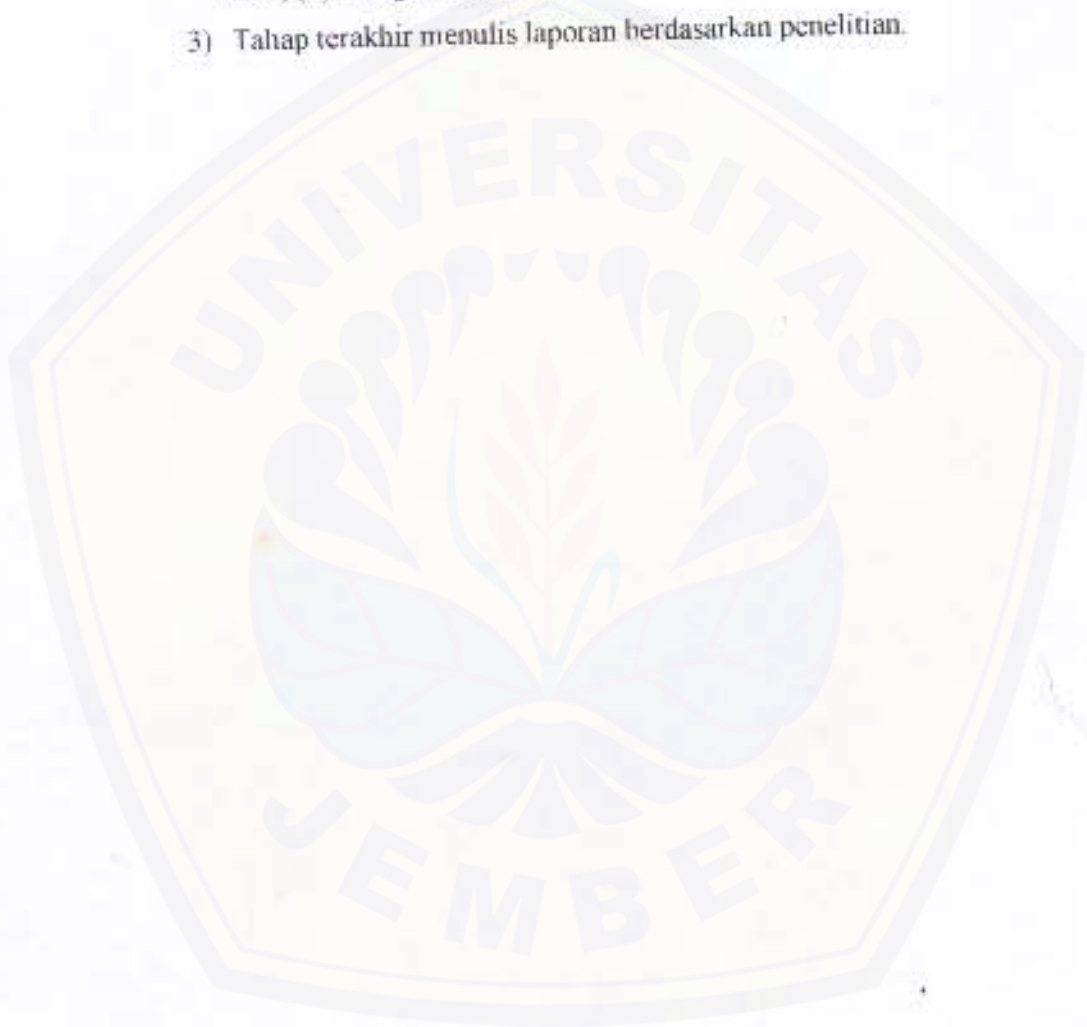 3) Tahap terakhir menulis laporan berdasarkan penelitian.
UNIVERSITAS
JEMBER